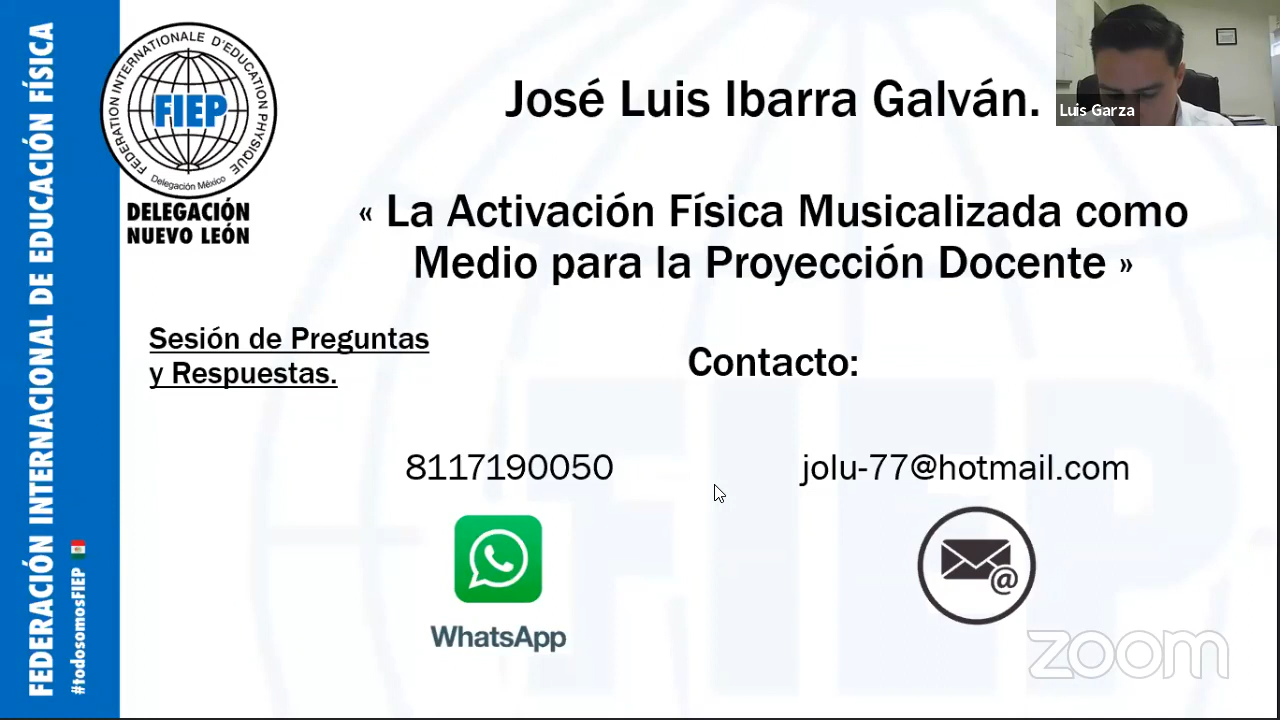 FEDERACIÓN INTERNACIONAL DE EDUCACIÓN FÍSICA
#todosomosFIEP
FEDERATION INTERNATIONALE D'EDUCATION PHYSIQUE
FIEP
Delegación México
DELEGACIÓN
NUEVO LEÓN
José Luis Ibarra Galván.
Luis Garza
« La Activación Física Musicalizada como
Medio para la Proyección Docente »
Sesión de Preguntas
y Respuestas.
Contacto:
8117190050
jolu-77@hotmail.com
@
WhatsApp
zoom